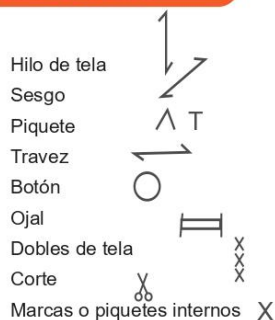 Hilo de tela
Sesgo
Piquete T
Travez
Botón
Ojal
Dobles de tela
Corte
Marcas o piquetes internos X